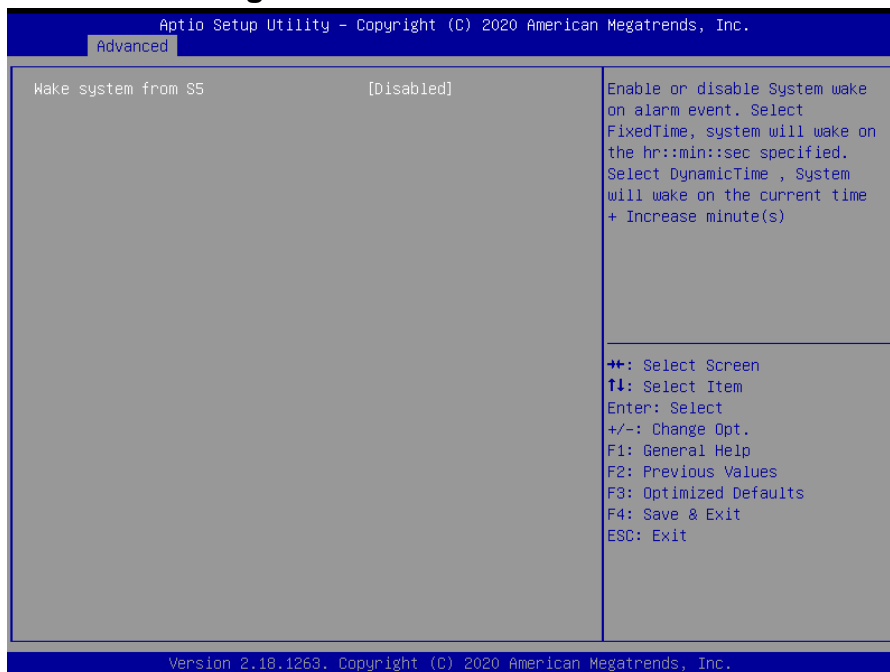 Aptio Setup Utility – Copyright (C) 2020 American Megatrends, Inc.
Advanced
Wake system from S5 [Disabled]
Enable or disable System wake
on alarm event. Select
FixedTime, system will wake on
the hr::min::sec specified.
Select DynamicTime , System
will wake on the current time
+ Increase minute(s)
→←: Select Screen
↑↓: Select Item
Enter: Select
+/-: Change Opt.
F1: General Help
F2: Previous Values
F3: Optimized Defaults
F4: Save & Exit
ESC: Exit
Version 2.18.1263. Copyright (C) 2020 American Megatrends, Inc.